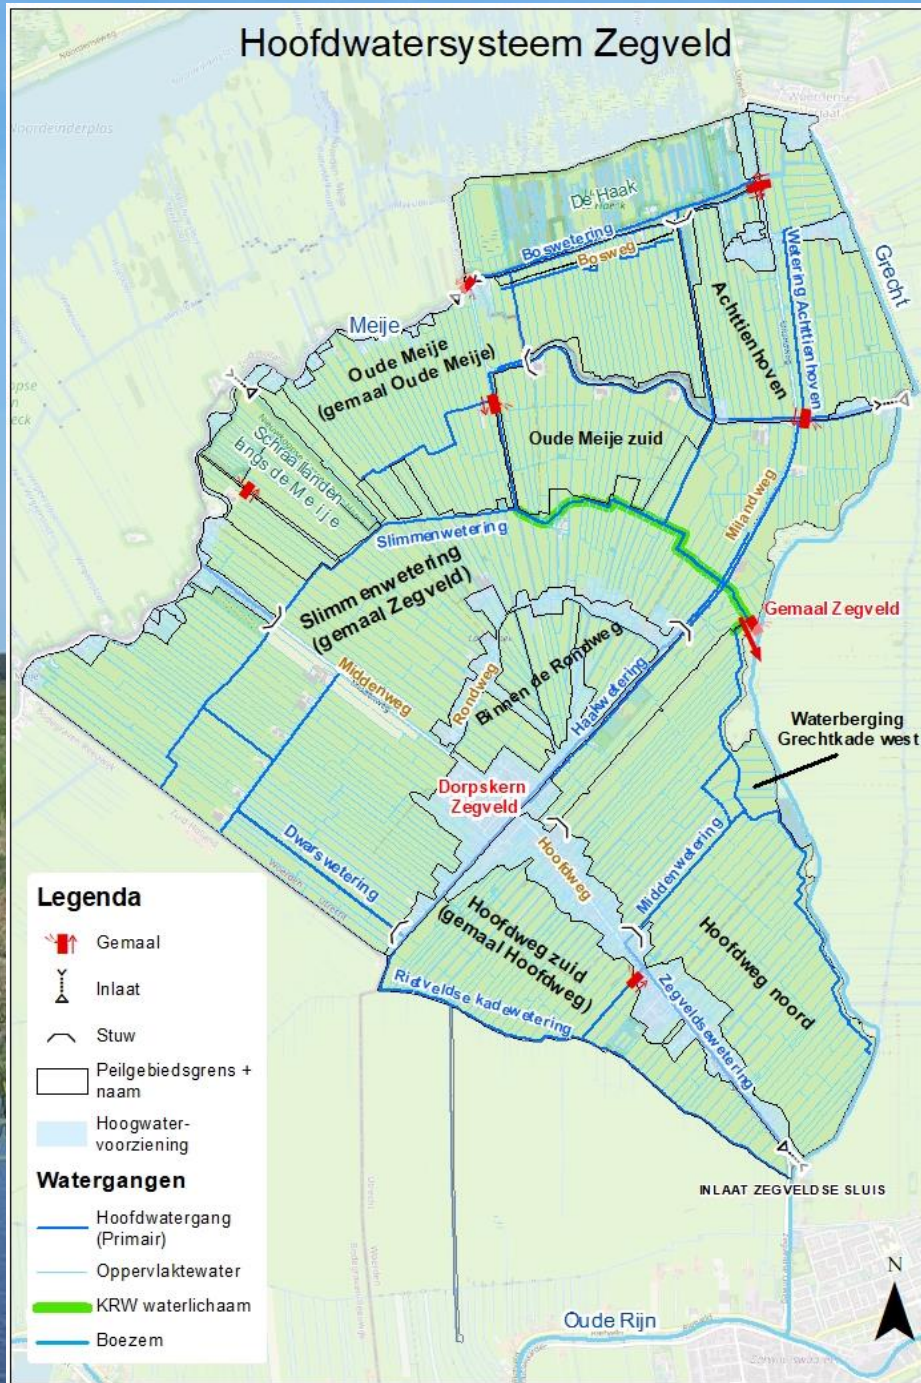 Hoofdwatersysteem Zegveld
Noordeinderplas
De Haak
Boswetering
Bosweg
Meije
Grecht
Wetering Achttienhoven
Achttienhoven
Oude Meije
(gemaal Oude Meije)
Oude Meije zuid
Schraallanden
langs de Meije
Milandweg
Slimmenwetering
Slimmenwetering
(gemaal Zegveld)
Gemaal Zegveld
Middenweg
Rondweg
Binnen de Rondweg
Haakwetering
Waterberging
Grechtkade west
Dorpskern
Zegveld
Dwarswetering
Hoofdweg
Middenwetering
Hoofdweg zuid
(gemaal Hoofdweg)
Hoofdweg noord
Rietveldse kadewetering
Zegveldsewetering
INLAAT ZEGVELDSE SLUIS
Oude Rijn
N
Legenda
Gemaal
Inlaat
Stuw
Peilgebiedsgrens +
naam
Hoogwater-
voorziening
Watergangen
Hoofdwatergang
(Primair)
Oppervlaktewater
KRW waterlichaam
Boezem